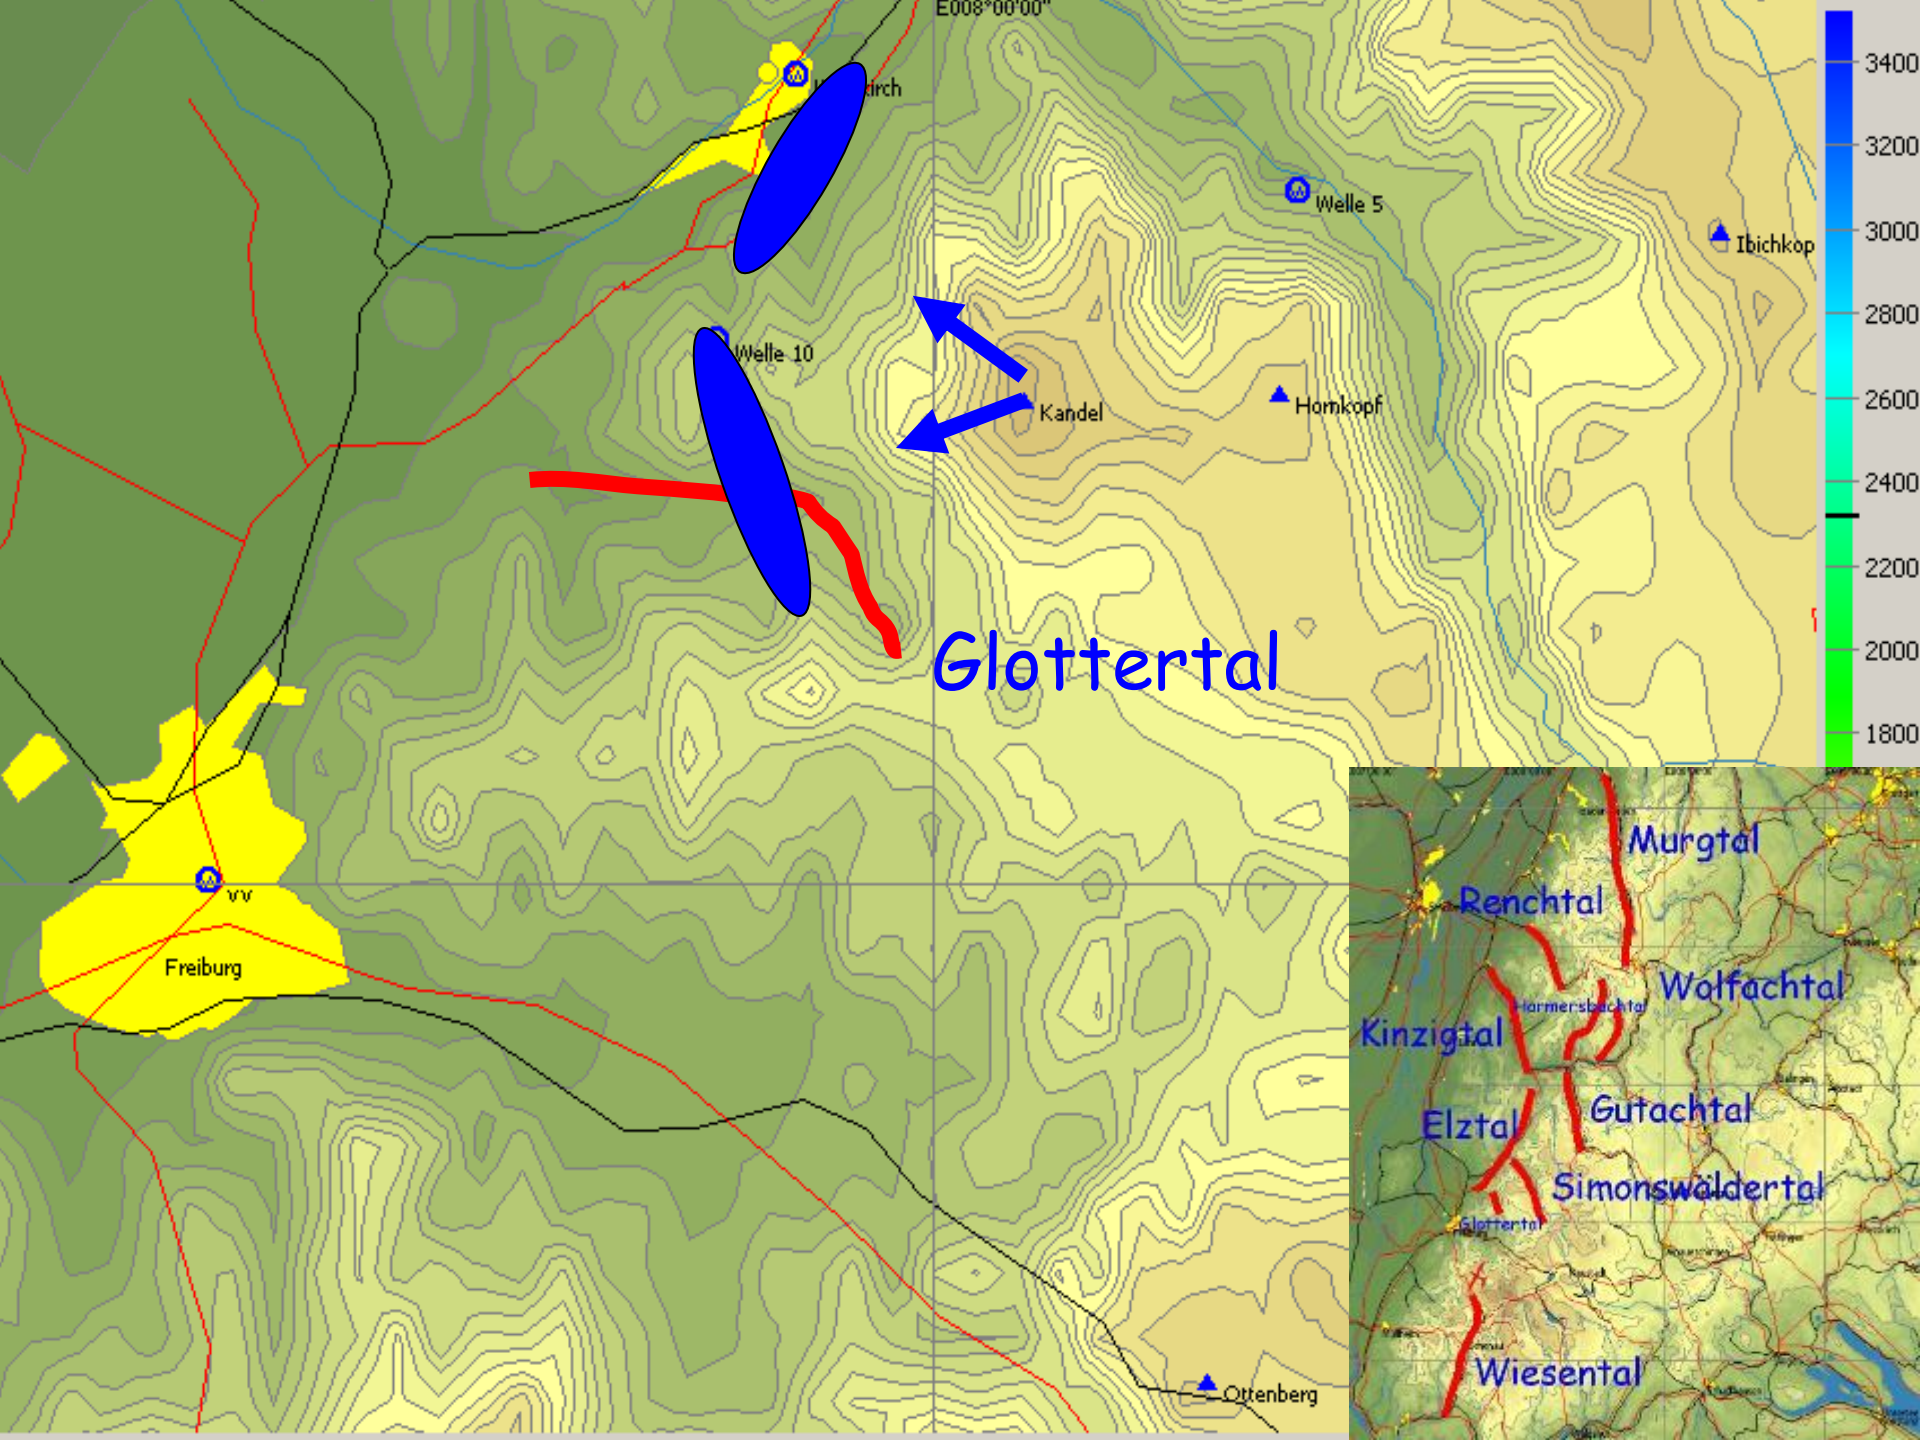 E008°00'00"
3400
3200
Welle 5
3000
Ibichkop
2800
Welle 10
2600
Kandel
Hornkopf
2400
2200
2000
Glottertal
1800
VV
Freiburg
Ottenberg
Murgtal
Renchtal
Wolfachtal
Harmersbachtal
Kinzigtal
Gutachtal
Elztal
Simonswäldertal
Glottertal
Wiesental